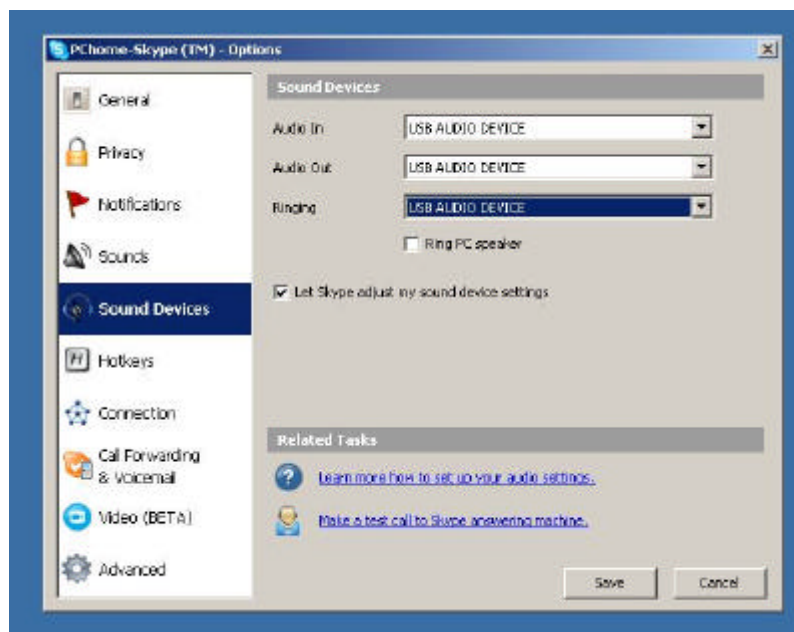 PChome-Skype (TM) - Options
General
Privacy
Notifications
Sounds
Sound Devices
Hotkeys
Connection
Call Forwarding
& Voicemail
Video (BETA)
Advanced
Sound Devices
Audio In
USB AUDIO DEVICE
Audio Out
USB AUDIO DEVICE
Ringing
USB AUDIO DEVICE
Ring PC speaker
Let Skype adjust my sound device settings
Related Tasks
Learn more how to set up your audio settings.
Make a test call to Skype answering machine.
Save
Cancel